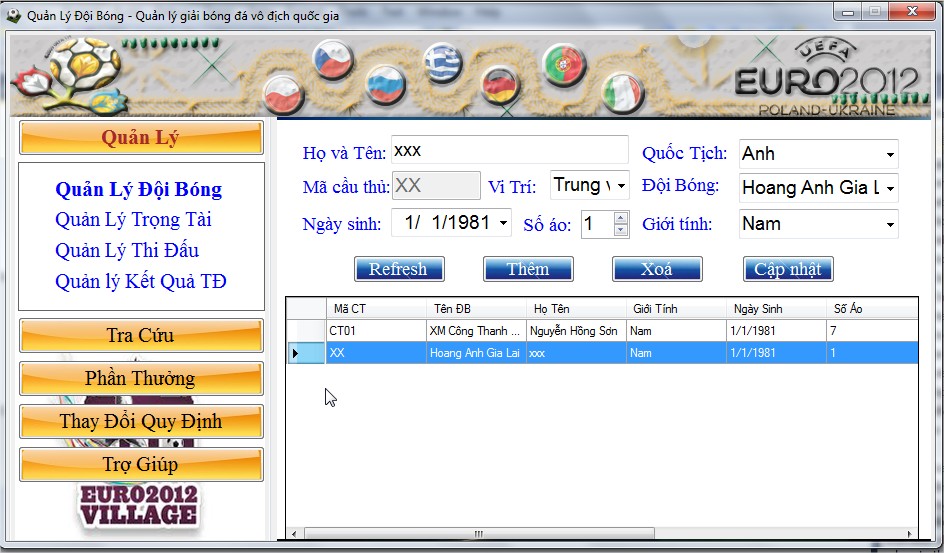 Quản Lý Đội Bóng - Quản lý giải bóng đá vô địch quốc gia
UEFA
EURO2012
POLAND-UKRAINE
Quản Lý
Quản Lý Đội Bóng
Quản Lý Trọng Tài
Quản Lý Thi Đấu
Quản lý Kết Quả TĐ
Tra Cứu
Phần Thưởng
Thay Đổi Quy Định
Trợ Giúp
EURO2012
VILLAGE
Họ và Tên: xxx Quốc Tịch: Anh
Mã cầu thủ: XX Vi Trí: Trung v Đội Bóng: Hoang Anh Gia L
Ngày sinh: 1/ 1/1981 Số áo: 1 Giới tính: Nam
Refresh Thêm Xoá Cập nhật
Mã CT Tên ĐB Họ Tên Giới Tính Ngày Sinh Số Áo
CT01 XM Công Thanh ... Nguyễn Hồng Sơn Nam 1/1/1981 7
XX Hoang Anh Gia Lai xxx Nam 1/1/1981 1